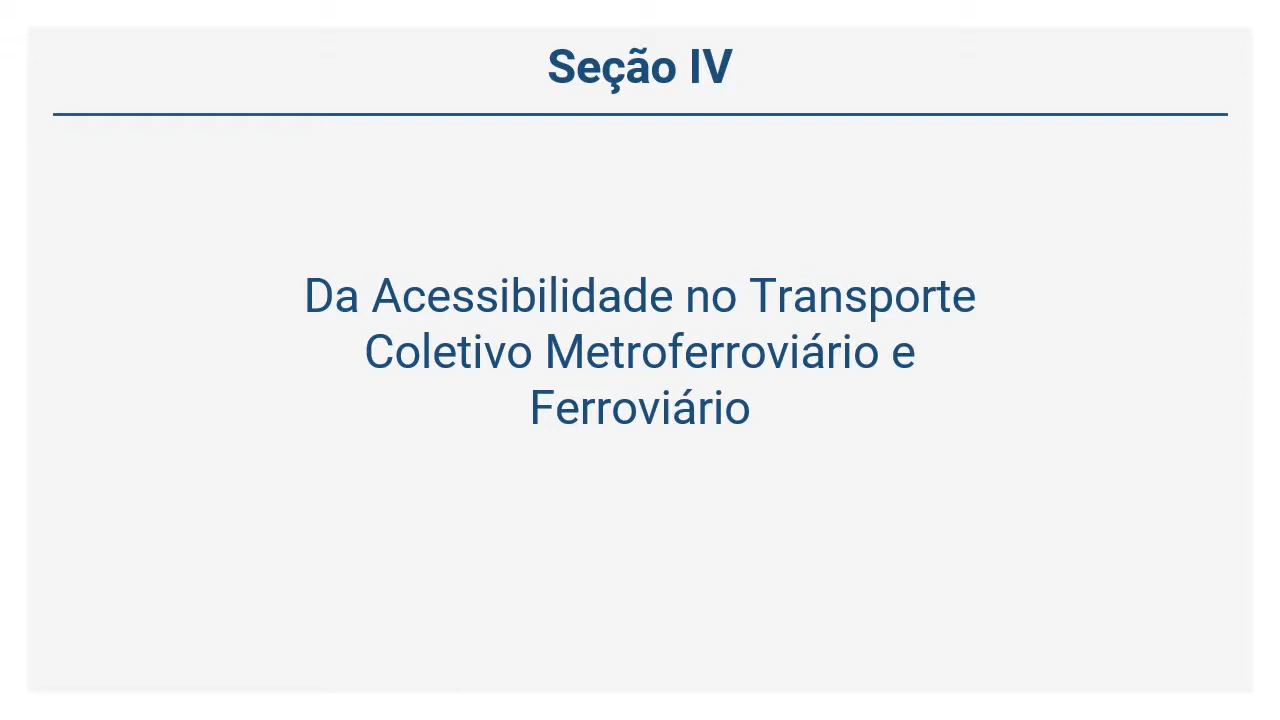 Seção IV
Da Acessibilidade no Transporte
Coletivo Metroferroviário e
Ferroviário